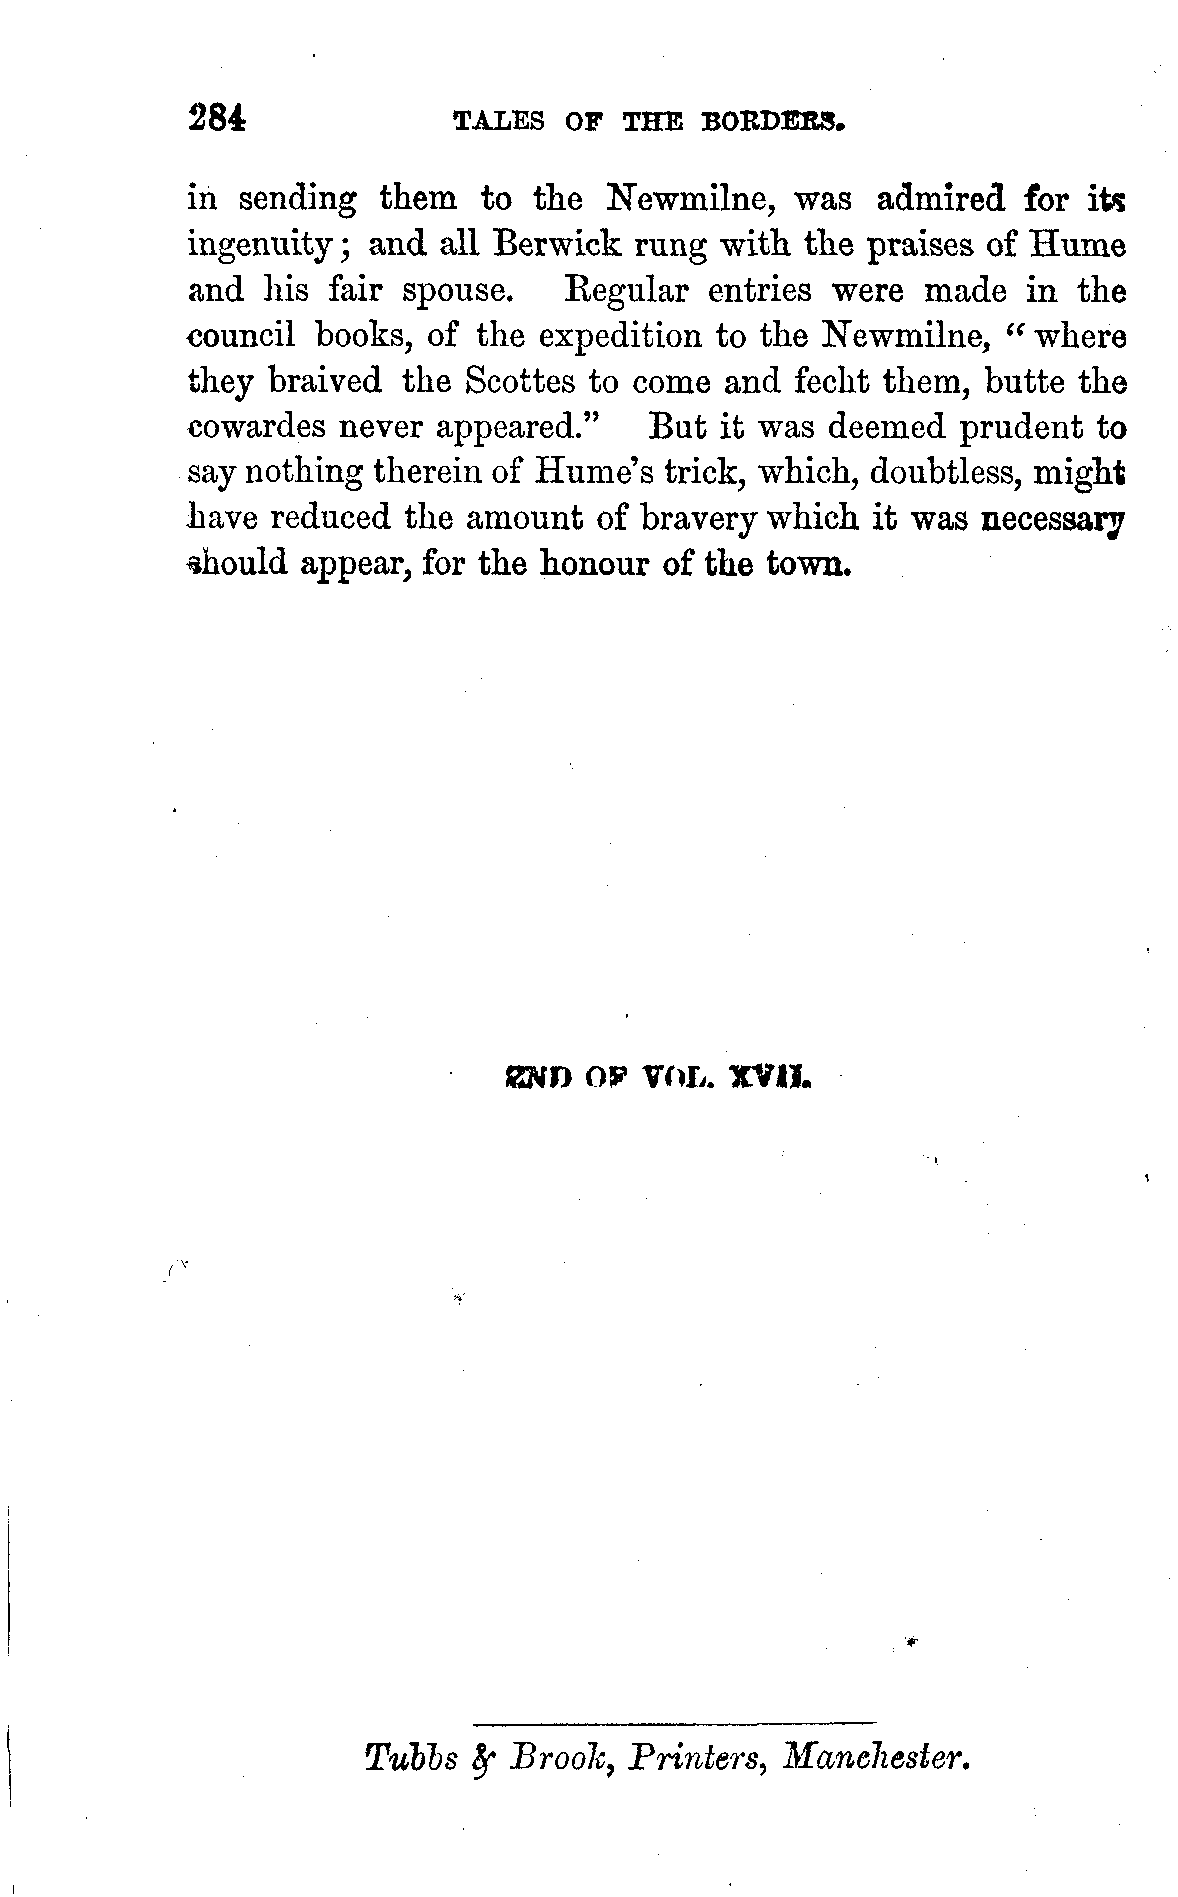 284 TALES OF THE BORDERS.
in sending them to the Newmilne, was admired for its
ingenuity; and all Berwick rung with the praises of Hume
and his fair spouse. Regular entries were made in the
council books, of the expedition to the Newmilne, “where
they braived the Scottes to come and fecht them, butte the
cowardes never appeared.” But it was deemed prudent to
say nothing therein of Hume’s trick, which, doubtless, might
have reduced the amount of bravery which it was necessary
should appear, for the honour of the town.
END OF VOL. XVII.
Tubbs & Brook, Printers, Manchester.